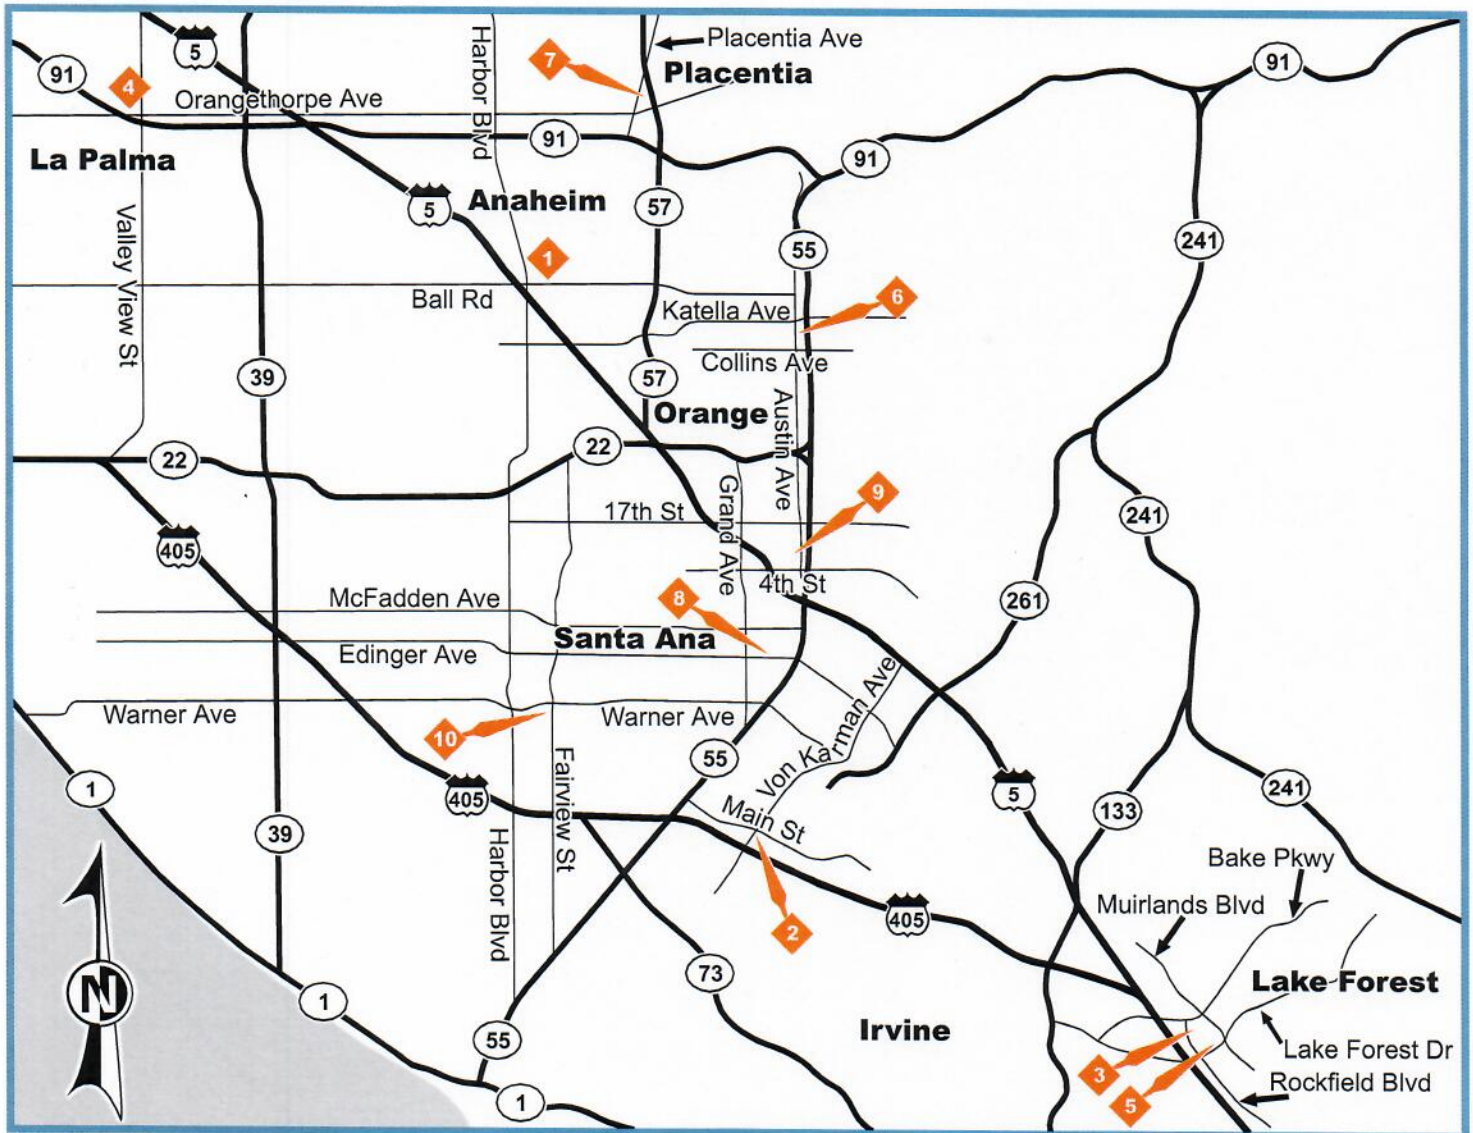 5
Placentia Ave
91
4
7
Harbor Blvd
Placentia
91
Orangethorpe Ave
La Palma
91
91
5
Anaheim
57
Valley View St
55
241
1
Ball Rd
6
Katella Ave
39
57
Collins Ave
Orange
Austin Ave
22
22
Grand Ave
9
17th St
241
405
4th St
261
McFadden Ave
8
Santa Ana
Edinger Ave
Warner Ave
Warner Ave
Von Karman Ave
10
55
1
405
Fairview St
5
133
241
Main St
39
Harbor Blvd
Bake Pkwy
Muirlands Blvd
405
2
73
Lake Forest
N
1
Irvine
55
Lake Forest Dr
3
Rockfield Blvd
5
1